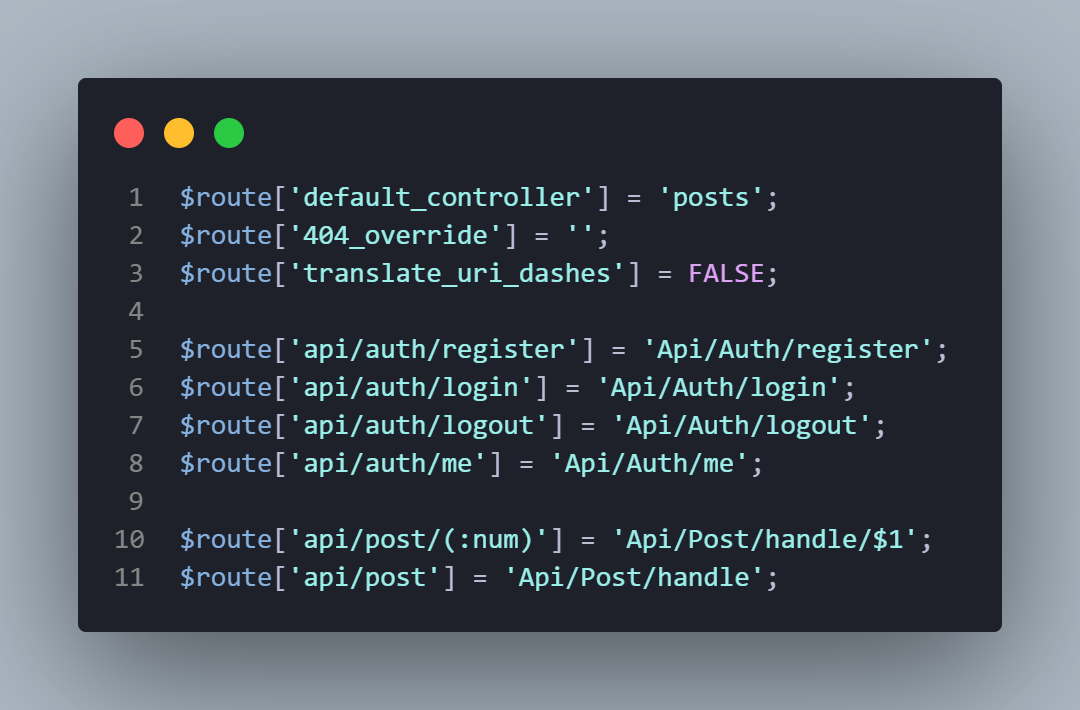 1 $route['default_controller'] = 'posts';
2 $route['404_override'] = '';
3 $route['translate_uri_dashes'] = FALSE;
4
5 $route['api/auth/register'] = 'Api/Auth/register';
6 $route['api/auth/login'] = 'Api/Auth/login';
7 $route['api/auth/logout'] = 'Api/Auth/logout';
8 $route['api/auth/me'] = 'Api/Auth/me';
9
10 $route['api/post/(:num)'] = 'Api/Post/handle/$1';
11 $route['api/post'] = 'Api/Post/handle';